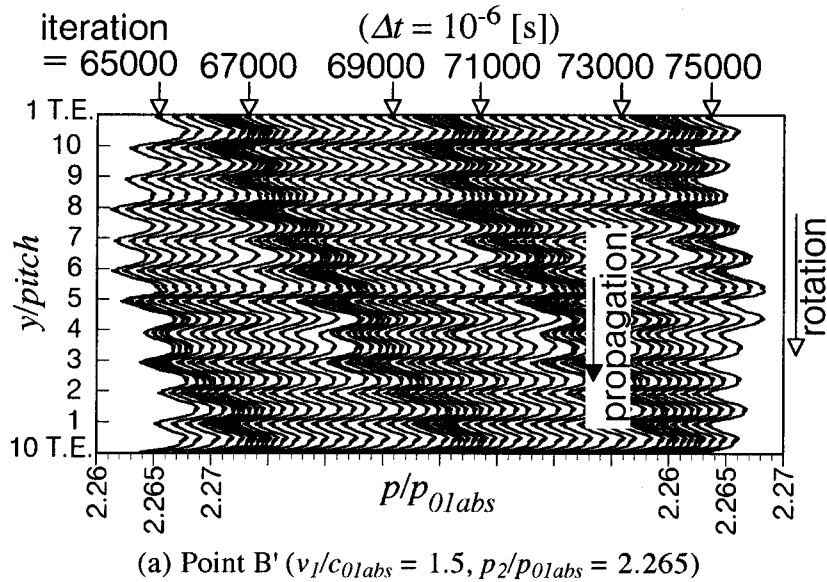 iteration (Δt = 10⁻⁶ [s])
= 65000 67000 69000 71000 73000 75000
1 T.E.
10
9
8
7
6
5
4
3
2
1
10 T.E.
y/pitch
propagation
rotation
2.26 2.265 2.27 2.26 2.265 2.27
p/p01abs
(a) Point B' (v1/c01abs = 1.5, p2/p01abs = 2.265)